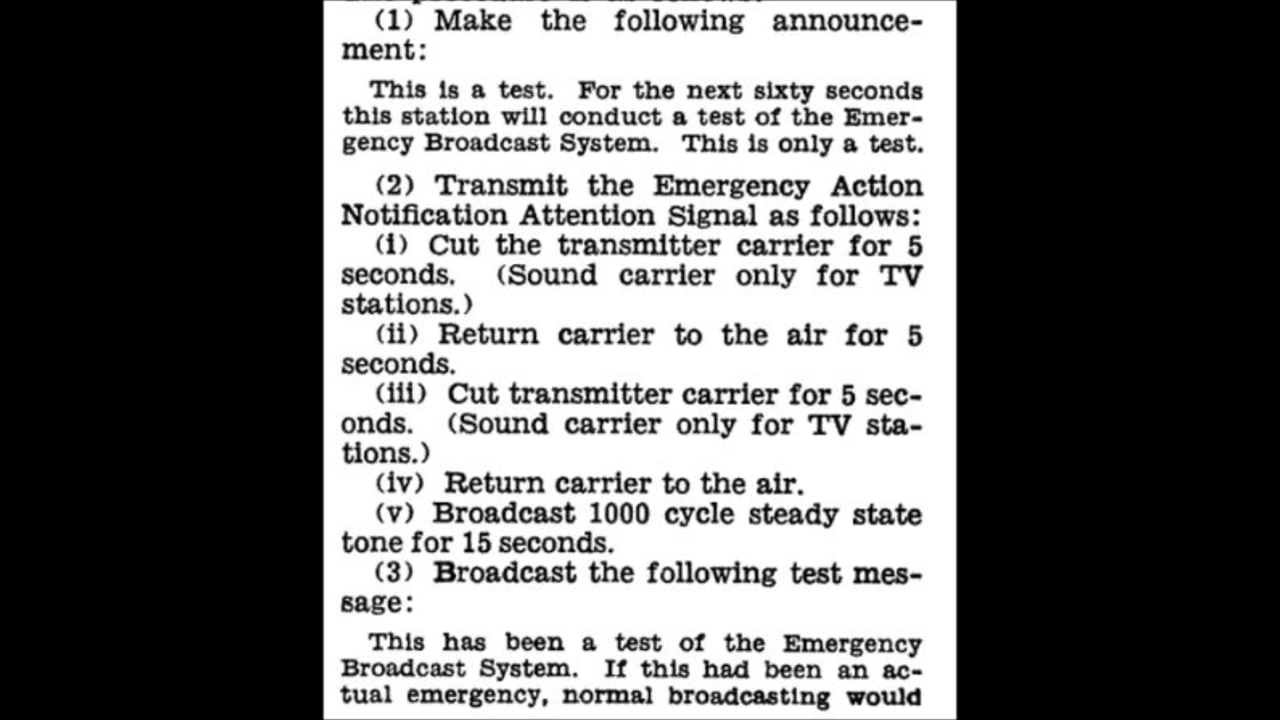 (1) Make the following announce-
ment:
This is a test. For the next sixty seconds
this station will conduct a test of the Emer-
gency Broadcast System. This is only a test.
(2) Transmit the Emergency Action
Notification Attention Signal as follows:
(i) Cut the transmitter carrier for 5
seconds. (Sound carrier only for TV
stations.)
(ii) Return carrier to the air for 5
seconds.
(iii) Cut transmitter carrier for 5 sec-
onds. (Sound carrier only for TV sta-
tions.)
(iv) Return carrier to the air.
(v) Broadcast 1000 cycle steady state
tone for 15 seconds.
(3) Broadcast the following test mes-
sage:
This has been a test of the Emergency
Broadcast System. If this had been an ac-
tual emergency, normal broadcasting would